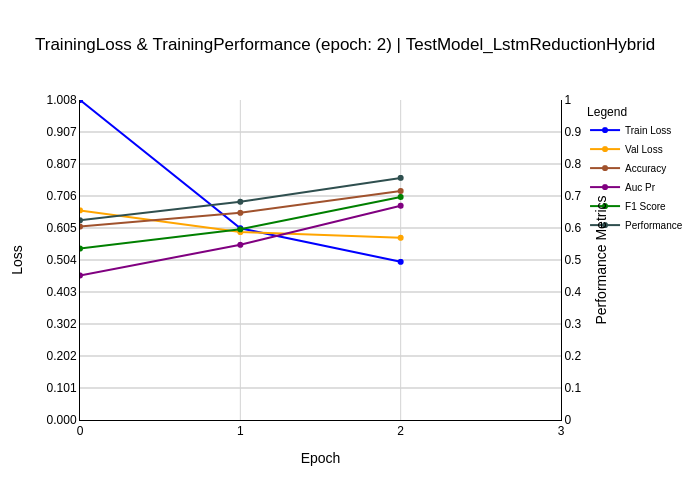 TrainingLoss & TrainingPerformance (epoch: 2) | TestModel_LstmReductionHybrid
1.008
0.907
0.807
0.706
0.605
0.504
0.403
0.302
0.202
0.101
0.000
Loss
0
1
2
3
Epoch
1
0.9
0.8
0.7
0.6
0.5
0.4
0.3
0.2
0.1
0
Performance Metrics
Legend
Train Loss
Val Loss
Accuracy
Auc Pr
F1 Score
Performance